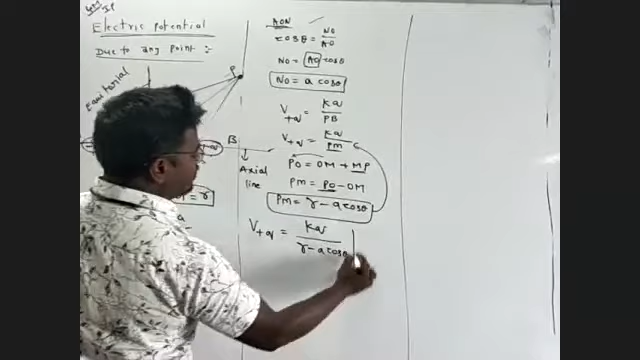 Electric potential
Due to any point :-
Equatorial
P
B
Axial
line
= r
a
AON
cosθ = NO/AO
NO = AO cosθ
NO = a cosθ
V+q = Kq/PB
V+q = Kq/PM
PO = OM + MP
PM = PO - OM
PM = r - a cosθ
V+q = Kq/r - a cosθ